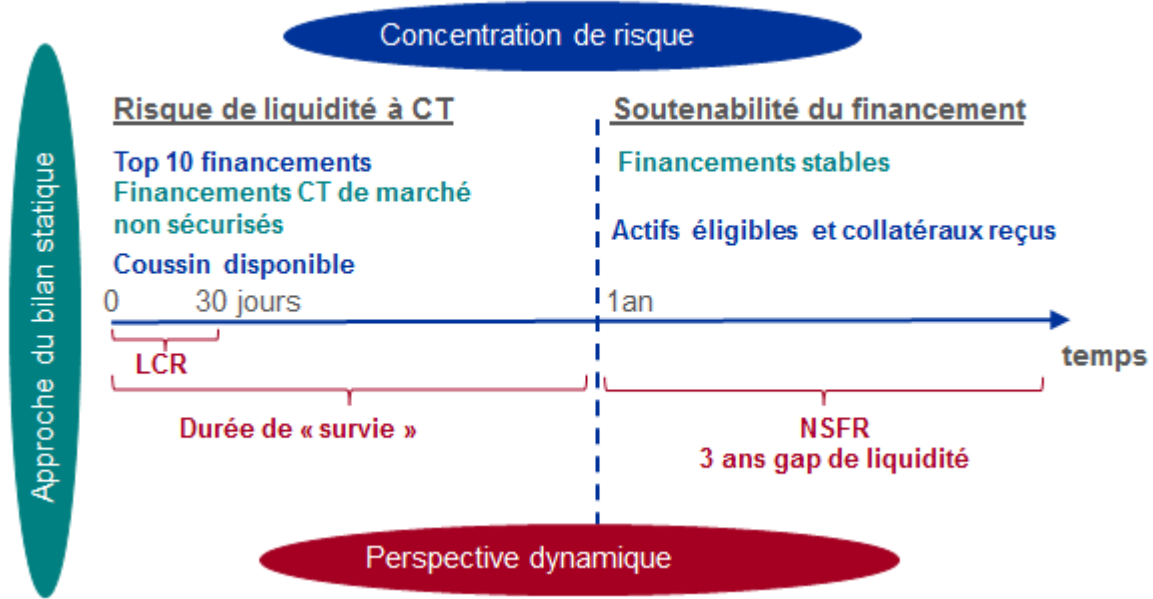 Concentration de risque
Approche du bilan statique
Risque de liquidité à CT
Top 10 financements
Financements CT de marché
non sécurisés
Coussin disponible
Soutenabilité du financement
Financements stables
Actifs éligibles et collatéraux reçus
0
30 jours
1an
temps
LCR
Durée de « survie »
NSFR
3 ans gap de liquidité
Perspective dynamique